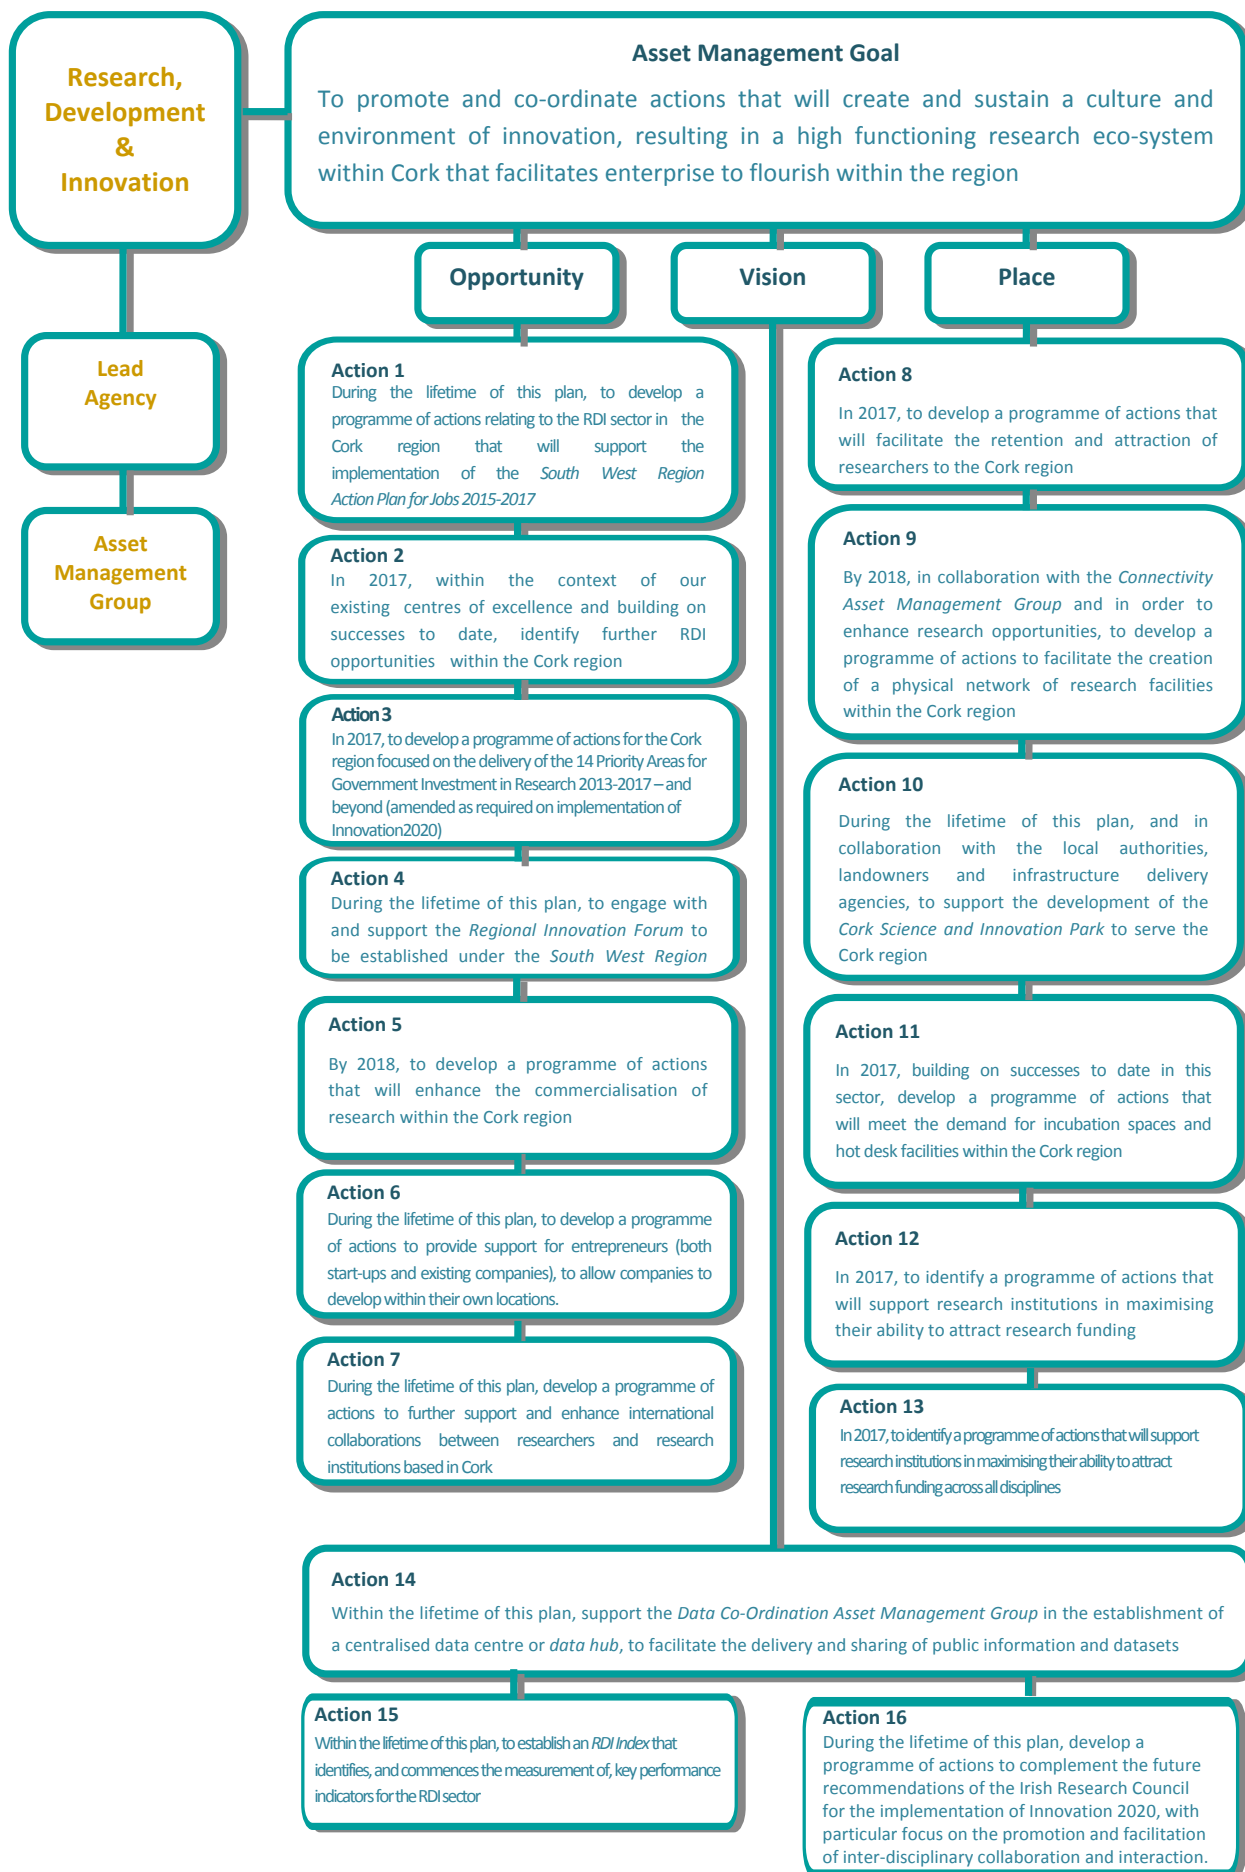 Research,
Development
&
Innovation
Asset Management Goal
To promote and co-ordinate actions that will create and sustain a culture and
environment of innovation, resulting in a high functioning research eco-system
within Cork that facilitates enterprise to flourish within the region
Lead
Agency
Asset
Management
Group
Opportunity
Vision
Place
Action 1
During the lifetime of this plan, to develop a
programme of actions relating to the RDI sector in the
Cork region that will support the
implementation of the South West Region
Action Plan for Jobs 2015-2017
Action 2
In 2017, within the context of our
existing centres of excellence and building on
successes to date, identify further RDI
opportunities within the Cork region
Action 3
In 2017, to develop a programme of actions for the Cork
region focused on the delivery of the 14 Priority Areas for
Government Investment in Research 2013-2017 – and
beyond (amended as required on implementation of
Innovation2020)
Action 4
During the lifetime of this plan, to engage with
and support the Regional Innovation Forum to
be established under the South West Region
Action 5
By 2018, to develop a programme of actions
that will enhance the commercialisation of
research within the Cork region
Action 6
During the lifetime of this plan, to develop a programme
of actions to provide support for entrepreneurs (both
start-ups and existing companies), to allow companies to
develop within their own locations.
Action 7
During the lifetime of this plan, develop a programme of
actions to further support and enhance international
collaborations between researchers and research
institutions based in Cork
Action 8
In 2017, to develop a programme of actions that
will facilitate the retention and attraction of
researchers to the Cork region
Action 9
By 2018, in collaboration with the Connectivity
Asset Management Group and in order to
enhance research opportunities, to develop a
programme of actions to facilitate the creation
of a physical network of research facilities
within the Cork region
Action 10
During the lifetime of this plan, and in
collaboration with the local authorities,
landowners and infrastructure delivery
agencies, to support the development of the
Cork Science and Innovation Park to serve the
Cork region
Action 11
In 2017, building on successes to date in this
sector, develop a programme of actions that
will meet the demand for incubation spaces and
hot desk facilities within the Cork region
Action 12
In 2017, to identify a programme of actions that
will support research institutions in maximising
their ability to attract research funding
Action 13
In 2017, to identify a programme of actions that will support
research institutions in maximising their ability to attract
research funding across all disciplines
Action 14
Within the lifetime of this plan, support the Data Co-Ordination Asset Management Group in the establishment of
a centralised data centre or data hub, to facilitate the delivery and sharing of public information and datasets
Action 15
Within the lifetime of this plan, to establish an RDI Index that
identifies, and commences the measurement of, key performance
indicators for the RDI sector
Action 16
During the lifetime of this plan, develop a
programme of actions to complement the future
recommendations of the Irish Research Council
for the implementation of Innovation 2020, with
particular focus on the promotion and facilitation
of inter-disciplinary collaboration and interaction.